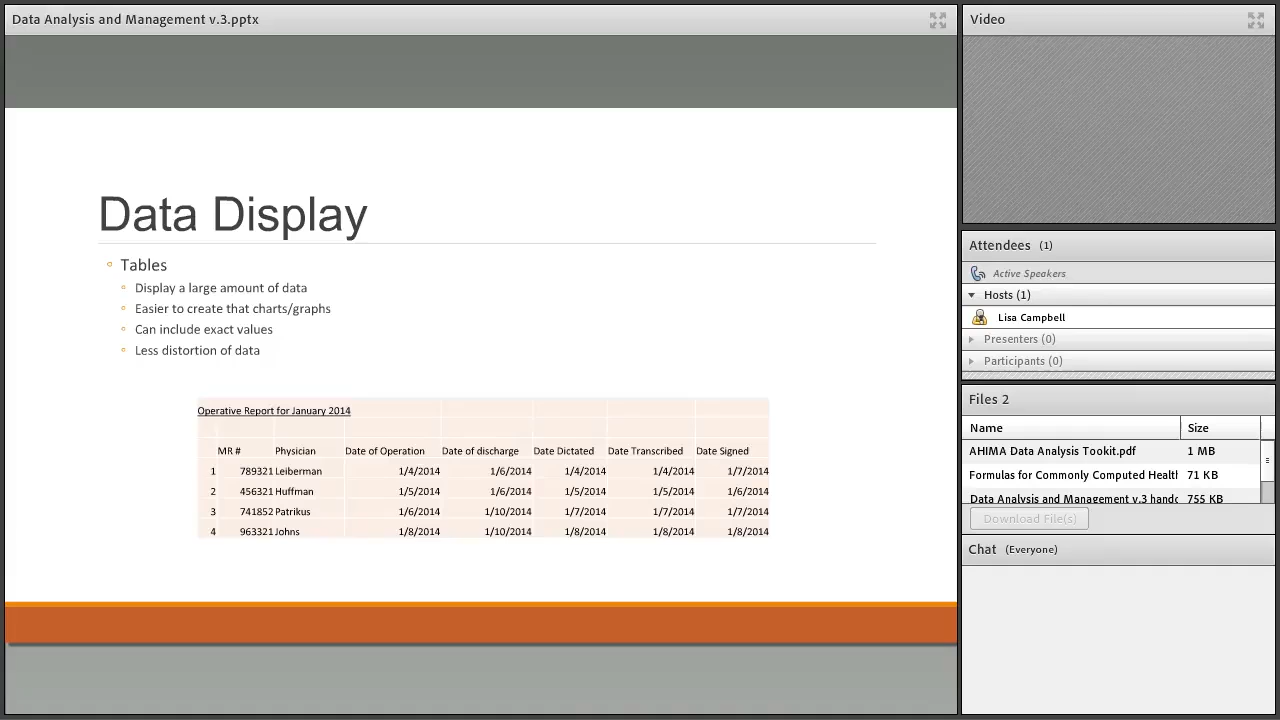 Data Analysis and Management v.3.pptx
Data Display
Tables
Display a large amount of data
Easier to create that charts/graphs
Can include exact values
Less distortion of data
Operative Report for January 2014
MR # Physician Date of Operation Date of discharge Date Dictated Date Transcribed Date Signed
1 789321 Leiberman 1/4/2014 1/6/2014 1/4/2014 1/4/2014 1/7/2014
2 456321 Huffman 1/5/2014 1/6/2014 1/5/2014 1/5/2014 1/6/2014
3 741852 Patrikus 1/6/2014 1/10/2014 1/7/2014 1/7/2014 1/7/2014
4 963321 Johns 1/8/2014 1/10/2014 1/8/2014 1/8/2014 1/8/2014
Video
Attendees (1)
Active Speakers
Hosts (1)
Lisa Campbell
Presenters (0)
Participants (0)
Files 2
Name Size
AHIMA Data Analysis Tookit.pdf 1 MB
Formulas for Commonly Computed Healtl 71 KB
Data Analysis and Management v.3 handc 755 KB
Download File(s)
Chat (Everyone)